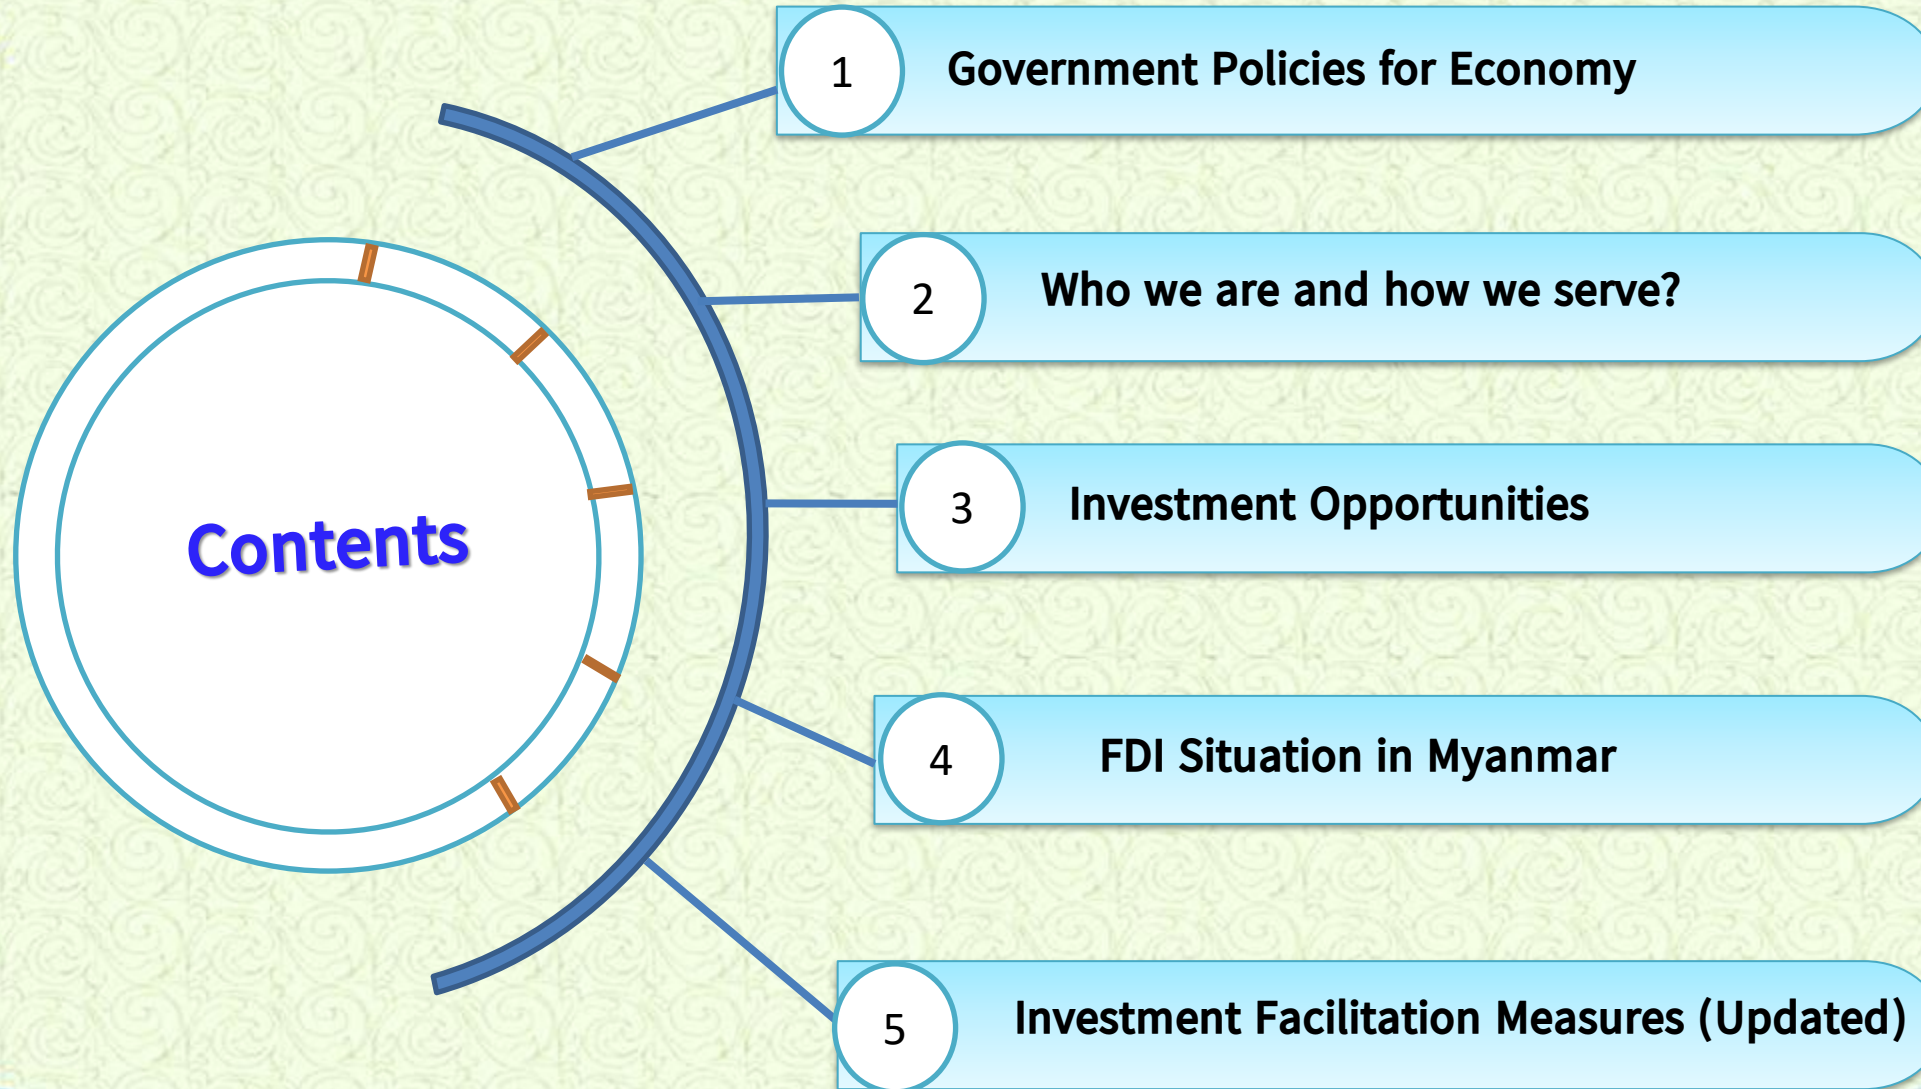 Contents
1
Government Policies for Economy
2
Who we are and how we serve?
3
Investment Opportunities
4
FDI Situation in Myanmar
5
Investment Facilitation Measures (Updated)